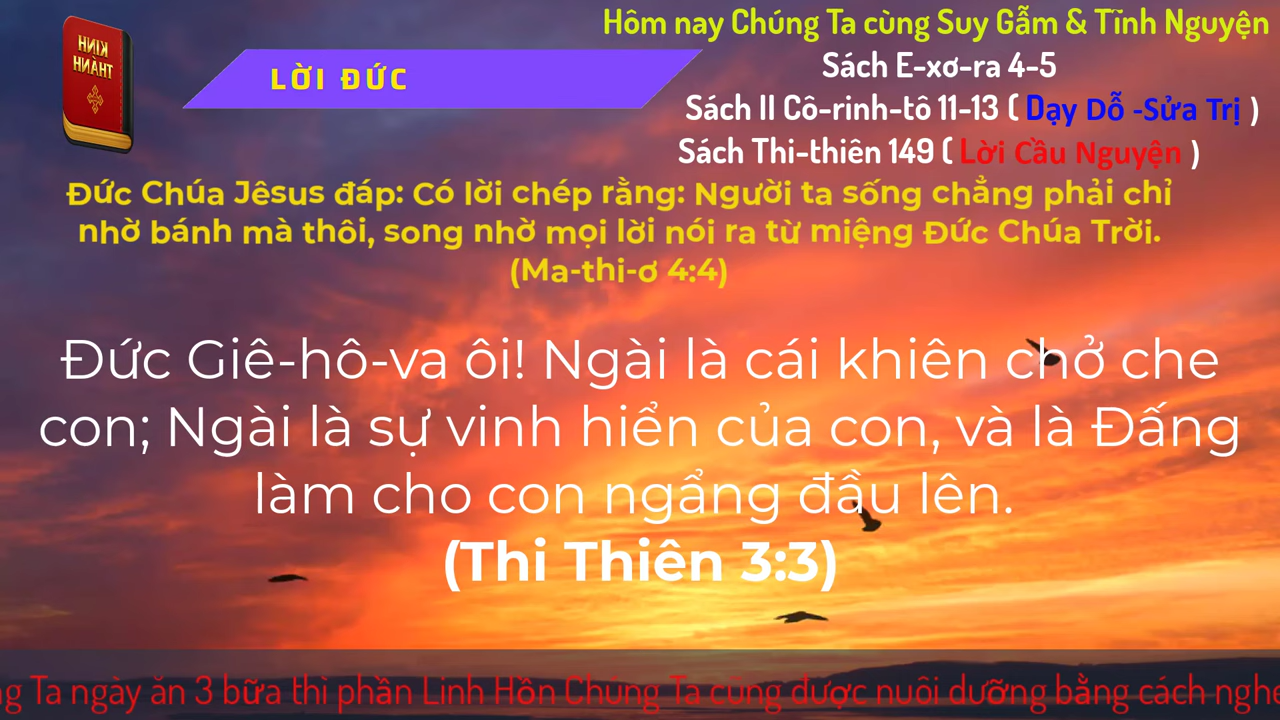 KINH
THÁNH
LỜI ĐỨC
Hôm nay Chúng Ta cùng Suy Gẫm & Tĩnh Nguyện
Sách E-xơ-ra 4-5
Sách II Cô-rinh-tô 11-13 ( Dạy Dỗ -Sửa Trị )
Sách Thi-thiên 149 ( Lời Cầu Nguyện )
Đức Chúa Jêsus đáp: Có lời chép rằng: Người ta sống chẳng phải chỉ
nhờ bánh mà thôi, song nhờ mọi lời nói ra từ miệng Đức Chúa Trời.
(Ma-thi-ơ 4:4)
Đức Giê-hô-va ôi! Ngài là cái khiên chở che
con; Ngài là sự vinh hiển của con, và là Đấng
làm cho con ngẩng đầu lên.
(Thi Thiên 3:3)
Ta ngày ăn 3 bữa thì phần Linh Hồn Chúng Ta cũng được nuôi dưỡng bằng cách